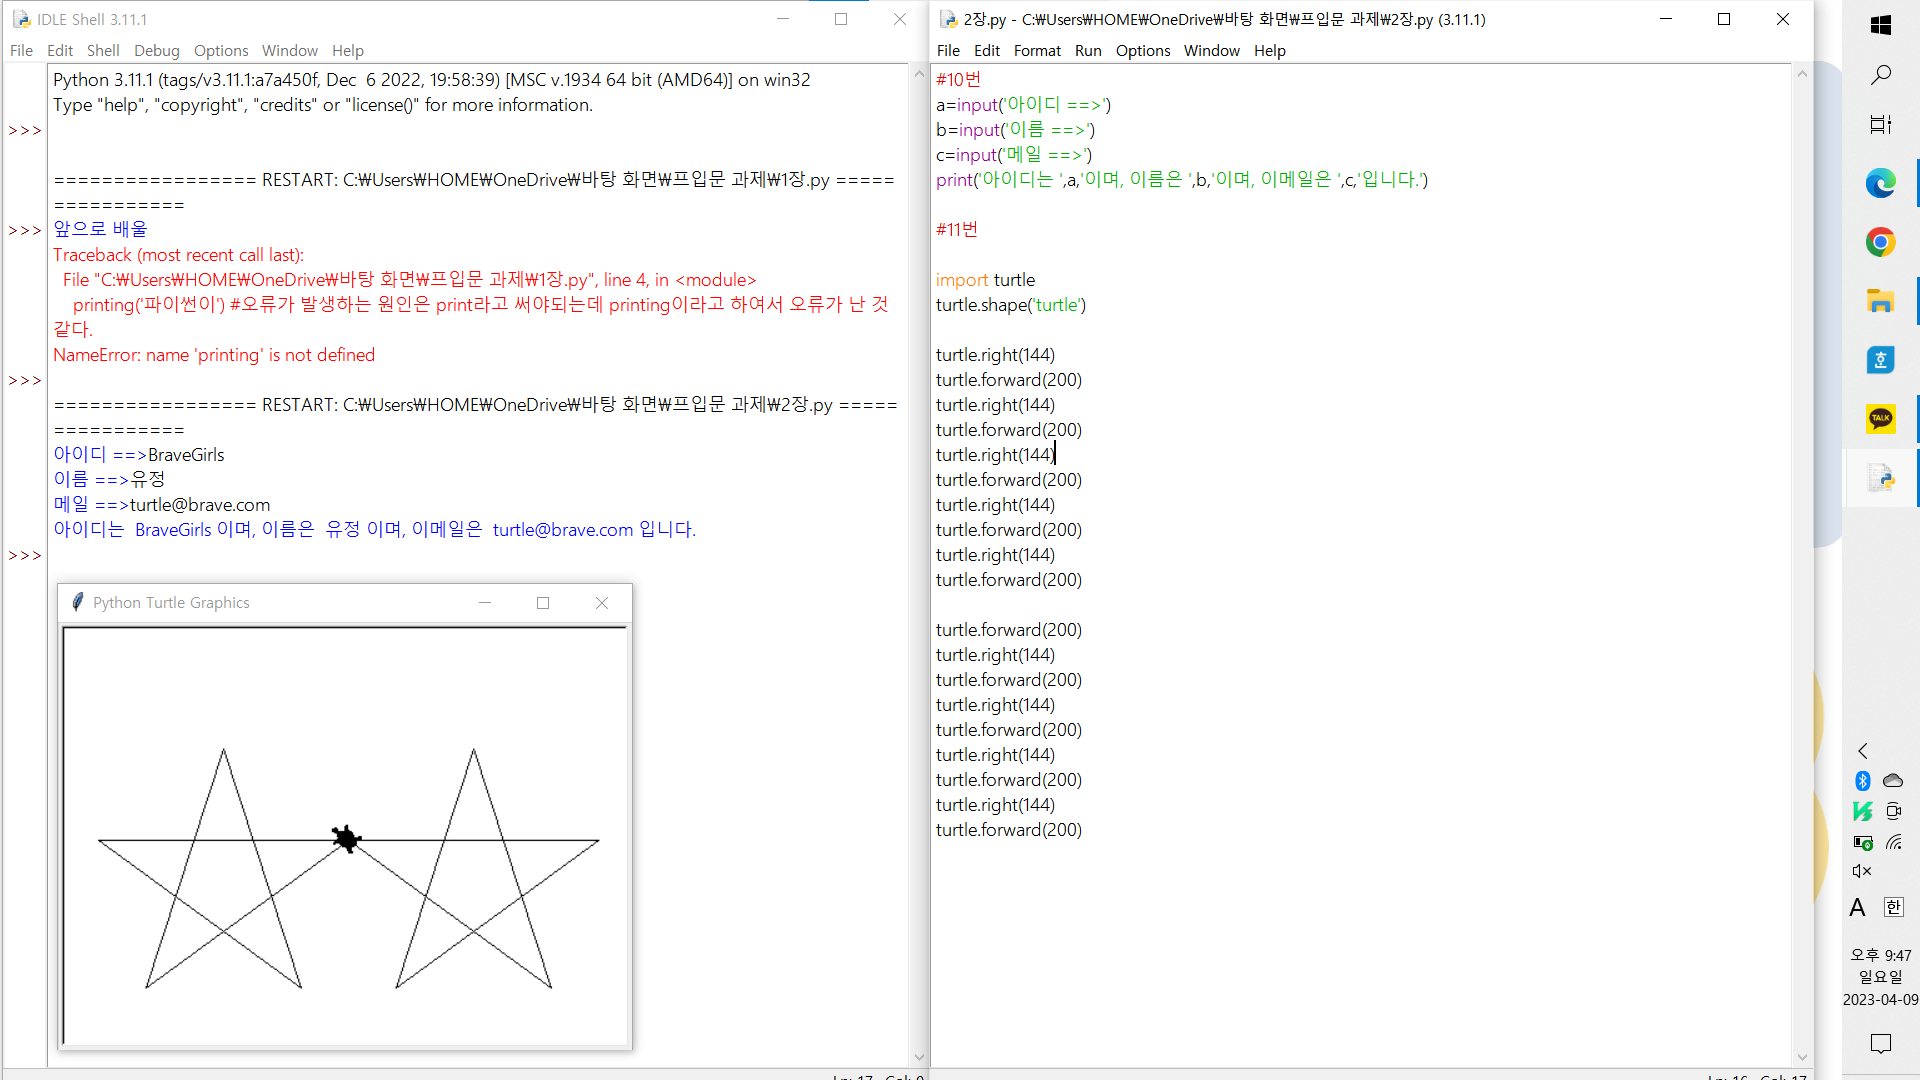 IDLE Shell 3.11.1
File Edit Shell Debug Options Window Help
Python 3.11.1 (tags/v3.11.1:a7a450f, Dec  6 2022, 19:58:39) [MSC v.1934 64 bit (AMD64)] on win32
Type "help", "copyright", "credits" or "license()" for more information.
>>>
================= RESTART: C:₩Users₩HOME₩OneDrive₩바탕 화면₩프입문 과제₩1장.py =====
===========
>>> 앞으로 배울
Traceback (most recent call last):
File "C:₩Users₩HOME₩OneDrive₩바탕 화면₩프입문 과제₩1장.py", line 4, in <module>
printing('파이썬이') #오류가 발생하는 원인은 print라고 써야되는데 printing이라고 하여서 오류가 난 것
같다.
NameError: name 'printing' is not defined
>>>
================= RESTART: C:₩Users₩HOME₩OneDrive₩바탕 화면₩프입문 과제₩2장.py =====
===========
아이디 ==>BraveGirls
이름 ==>유정
메일 ==>turtle@brave.com
아이디는  BraveGirls 이며, 이름은  유정 이며, 이메일은  turtle@brave.com 입니다.
>>>
Python Turtle Graphics
2장.py - C:₩Users₩HOME₩OneDrive₩바탕 화면₩프입문 과제₩2장.py (3.11.1)
File Edit Format Run Options Window Help
#10번
a=input('아이디 ==>')
b=input('이름 ==>')
c=input('메일 ==>')
print('아이디는 ',a,'이며, 이름은 ',b,'이며, 이메일은 ',c,'입니다.')
#11번
import turtle
turtle.shape('turtle')
turtle.right(144)
turtle.forward(200)
turtle.right(144)
turtle.forward(200)
turtle.right(144)
turtle.forward(200)
turtle.right(144)
turtle.forward(200)
turtle.right(144)
turtle.forward(200)
turtle.forward(200)
turtle.right(144)
turtle.forward(200)
turtle.right(144)
turtle.forward(200)
turtle.right(144)
turtle.forward(200)
turtle.right(144)
turtle.forward(200)
호
TALK
A 한
오후 9:47
일요일
2023-04-09